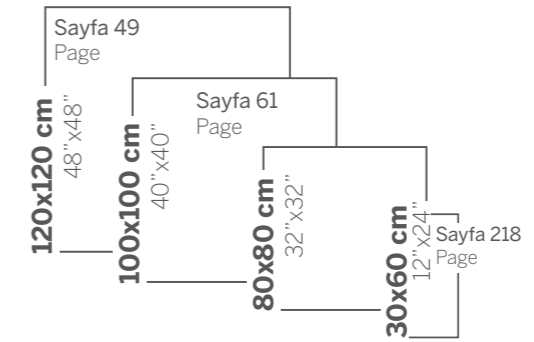 Sayfa 49
Page
120x120 cm
48”x48”
Sayfa 61
Page
100x100 cm
40”x40”
80x80 cm
32”x32”
30x60 cm
12”x24”
Sayfa 218
Page